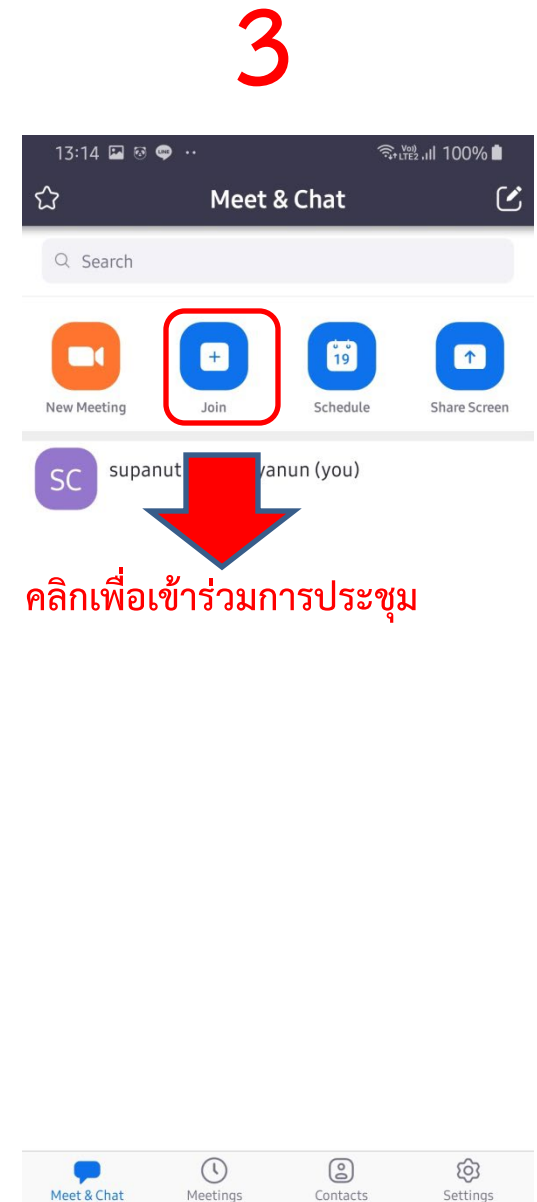 3
13:14 100%
Meet & Chat
Search
19
New Meeting Join Schedule Share Screen
SC supanut yanun (you)
คลิกเพื่อเข้าร่วมการประชุม
Meet & Chat Meetings Contacts Settings